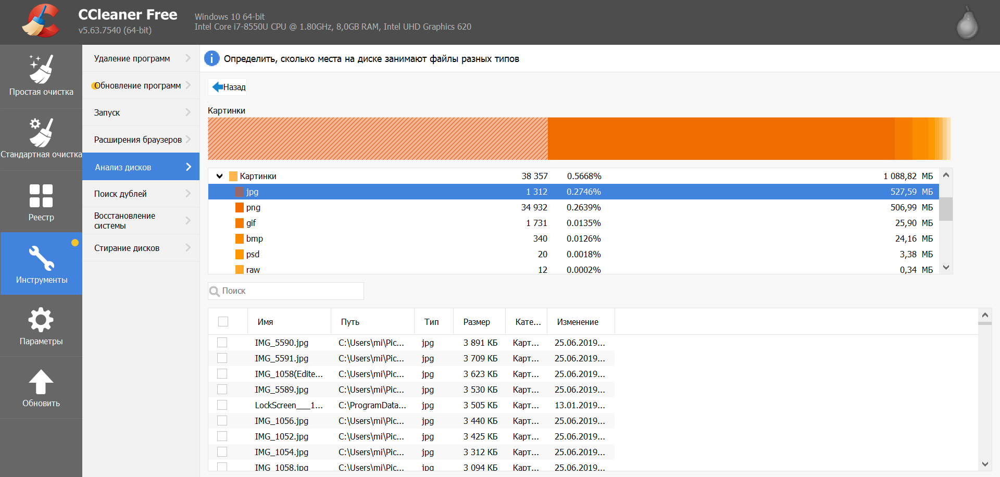 CCleaner Free
v5.63.7540 (64-bit)
Windows 10 64-bit
Intel Core i7-8550U CPU @ 1.80GHz, 8,0GB RAM, Intel UHD Graphics 620
Простая очистка
Стандартная очистка
Реестр
Инструменты
Параметры
Обновить
Удаление программ
Обновление программ
Запуск
Расширения браузеров
Анализ дисков
Поиск дублей
Восстановление
системы
Стирание дисков
Определить, сколько места на диске занимают файлы разных типов
Назад
Картинки
Картинки 38 357 0.5668% 1 088,82 МБ
jpg 1 312 0.2746% 527,59 МБ
png 34 932 0.2639% 506,99 МБ
gif 1 731 0.0135% 25,90 МБ
bmp 340 0.0126% 24,16 МБ
psd 20 0.0018% 3,38 МБ
raw 12 0.0002% 0,34 МБ
Поиск
Имя Путь Тип Размер Кате... Изменение
IMG_5590.jpg C:\Users\mi\Pic... jpg 3 891 КБ Карт... 25.06.2019...
IMG_5591.jpg C:\Users\mi\Pic... jpg 3 709 КБ Карт... 25.06.2019...
IMG_1058(Edite... C:\Users\mi\Pic... jpg 3 623 КБ Карт... 25.06.2019...
IMG_5589.jpg C:\Users\mi\Pic... jpg 3 530 КБ Карт... 25.06.2019...
LockScreen___1... C:\ProgramData... jpg 3 505 КБ Карт... 13.01.2019...
IMG_1056.jpg C:\Users\mi\Pic... jpg 3 440 КБ Карт... 25.06.2019...
IMG_1052.jpg C:\Users\mi\Pic... jpg 3 425 КБ Карт... 25.06.2019...
IMG_1054.jpg C:\Users\mi\Pic... jpg 3 312 КБ Карт... 25.06.2019...
IMG_1058.jpg C:\Users\mi\Pic... jpg 3 094 КБ Карт... 25.06.2019...